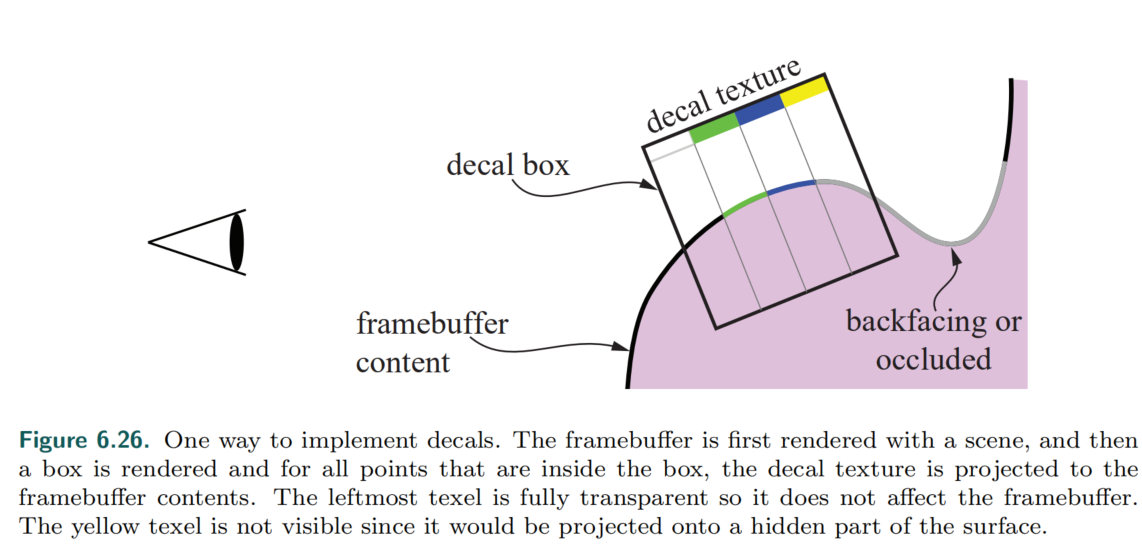 decal texture
decal box
framebuffer
content
backfacing or
occluded
Figure 6.26. One way to implement decals. The framebuffer is first rendered with a scene, and then
a box is rendered and for all points that are inside the box, the decal texture is projected to the
framebuffer contents. The leftmost texel is fully transparent so it does not affect the framebuffer.
The yellow texel is not visible since it would be projected onto a hidden part of the surface.